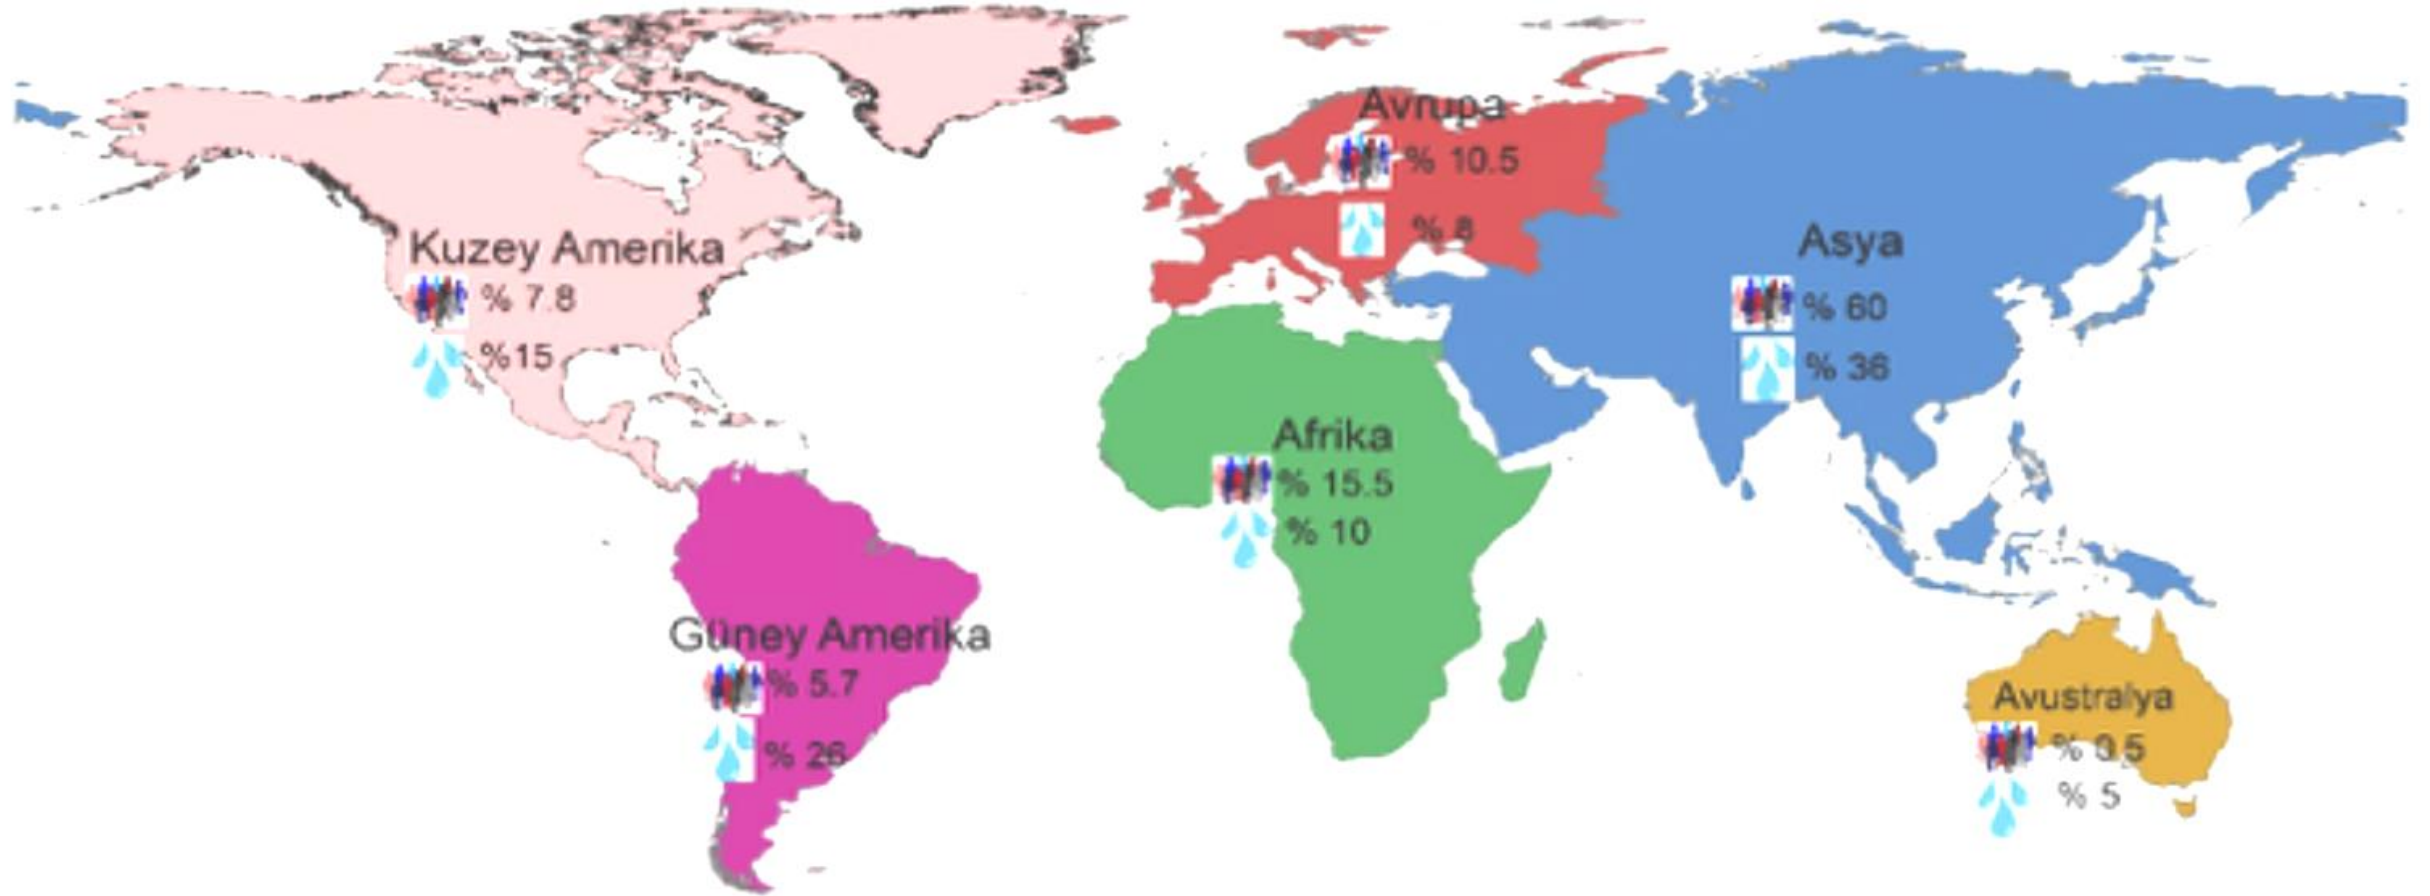 Kuzey Amerika
% 7.8
%15
Güney Amerika
% 5.7
% 26
Avrupa
% 10.5
% 8
Afrika
% 15.5
% 10
Asya
% 60
% 36
Avustralya
% 0.5
% 5